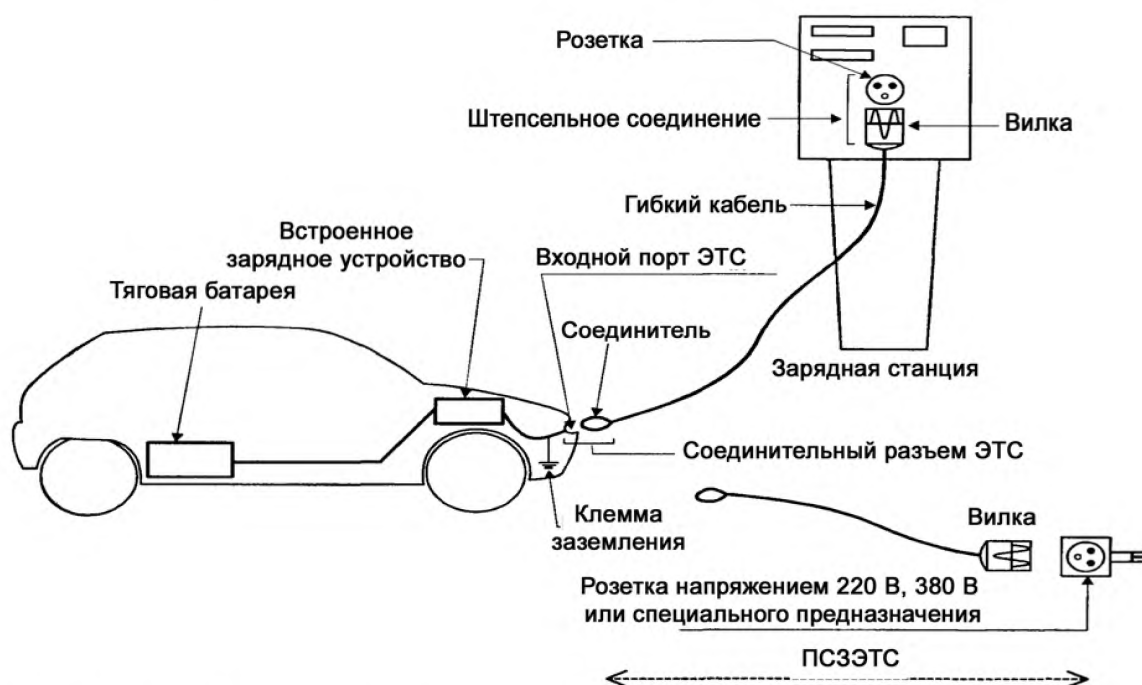 Розетка
Штепсельное соединение
Вилка
Гибкий кабель
Встроенное
зарядное устройство
Входной порт ЭТС
Тяговая батарея
Соединитель
Зарядная станция
Соединительный разъем ЭТС
Клемма
заземления
Вилка
Розетка напряжением 220 В, 380 В
или специального предназначения
ПСЗЭТС